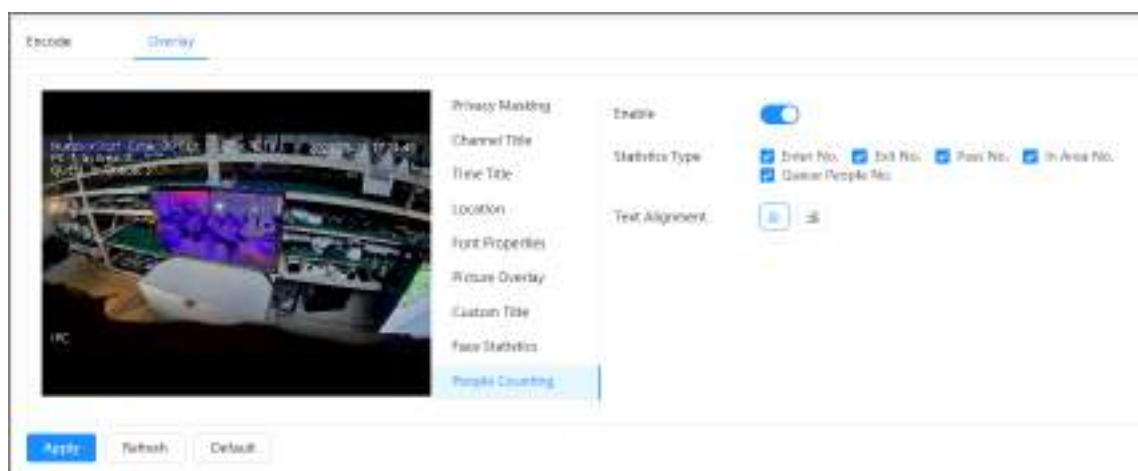 Encode
Overlay
Privacy Masking
Channel Title
Time Title
Location
Font Properties
Picture Overlay
Custom Title
Face Statistics
People Counting
Enable
Statistics Type
Enter No.
Exit No.
Pass No.
In Area No.
Queue People No.
Text Alignment
IPC
Apply
Refresh
Default